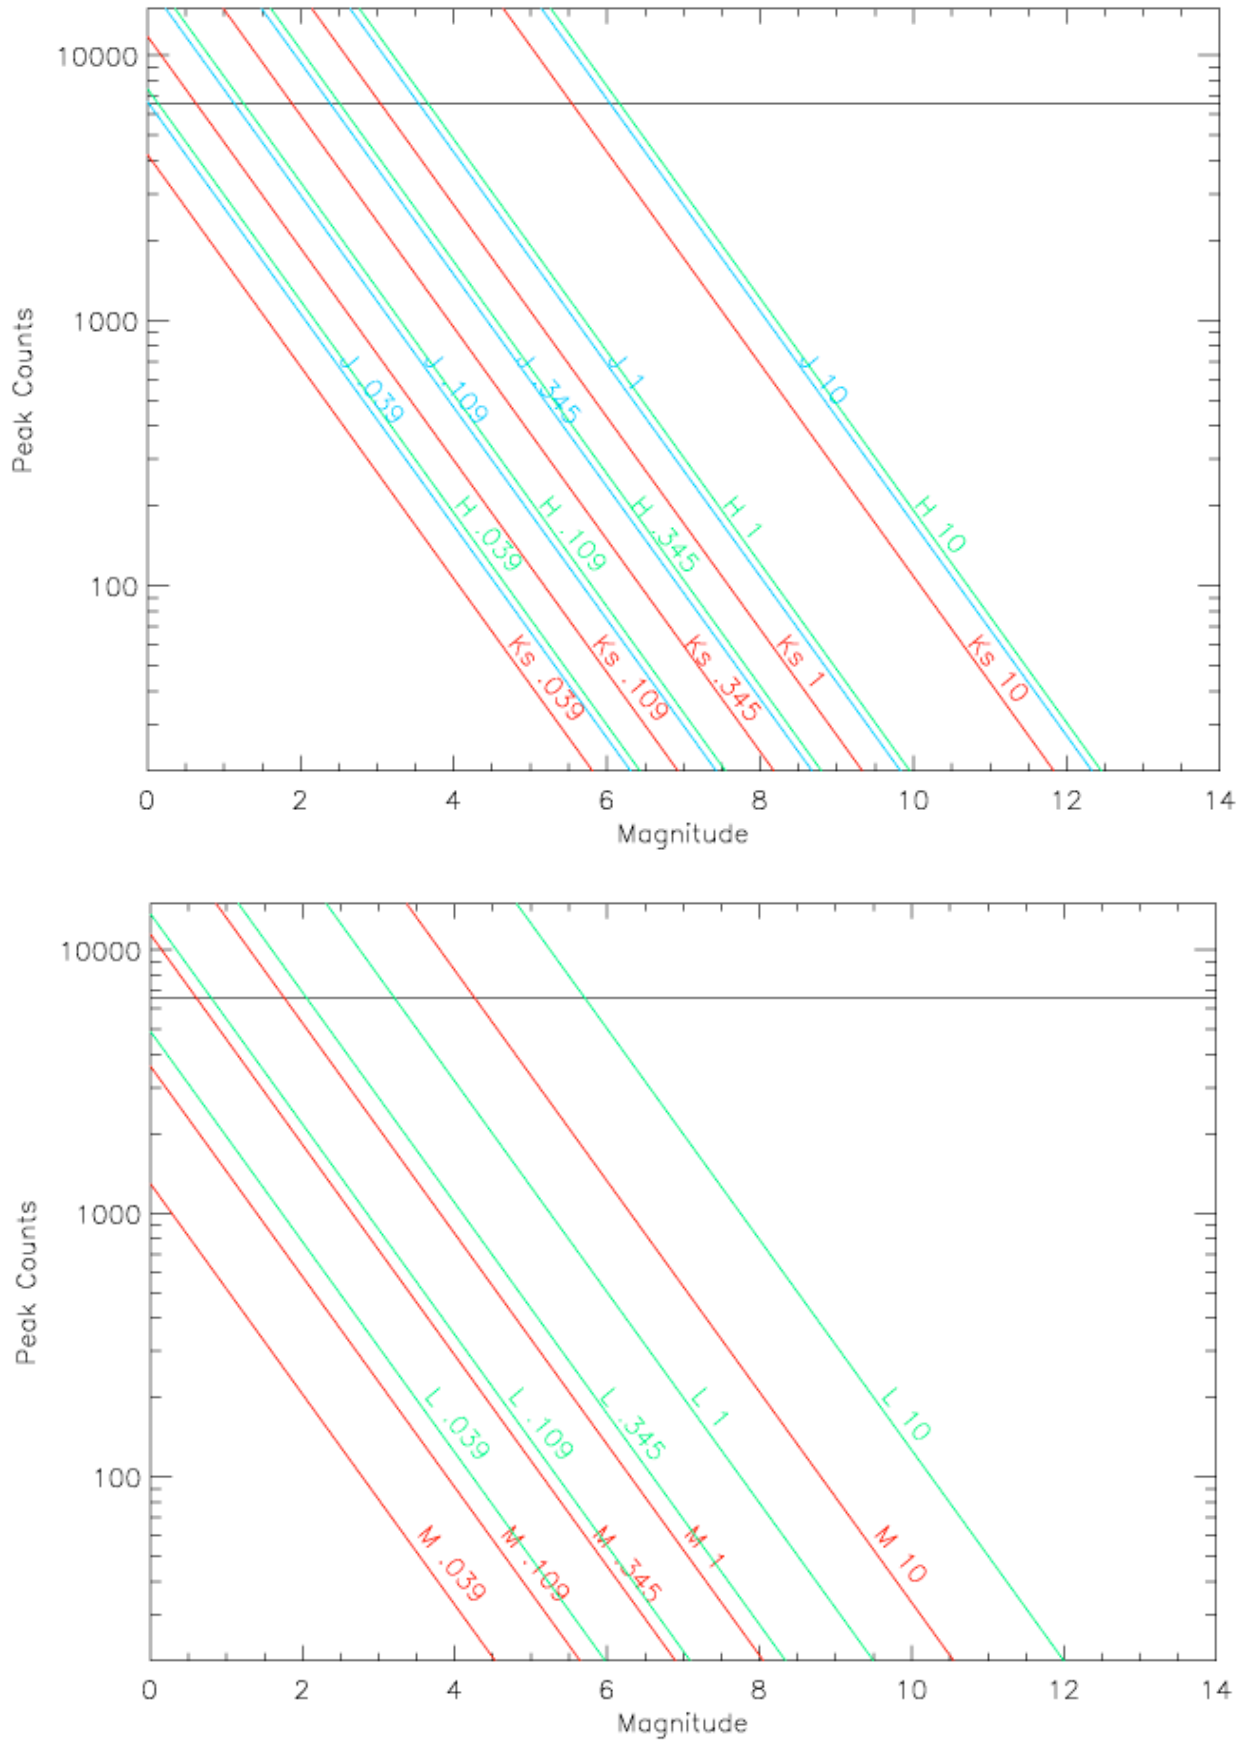 10000
1000
100
Peak Counts
J .039
J .109
J .345
J 1
J 10
H .039
H .109
H .345
H 1
H 10
Ks .039
Ks .109
Ks .345
Ks 1
Ks 10
0 2 4 6 8 10 12 14
Magnitude
10000
1000
100
Peak Counts
L .039
L .109
L .345
L 1
L 10
M .039
M .109
M .345
M 1
M 10
0 2 4 6 8 10 12 14
Magnitude